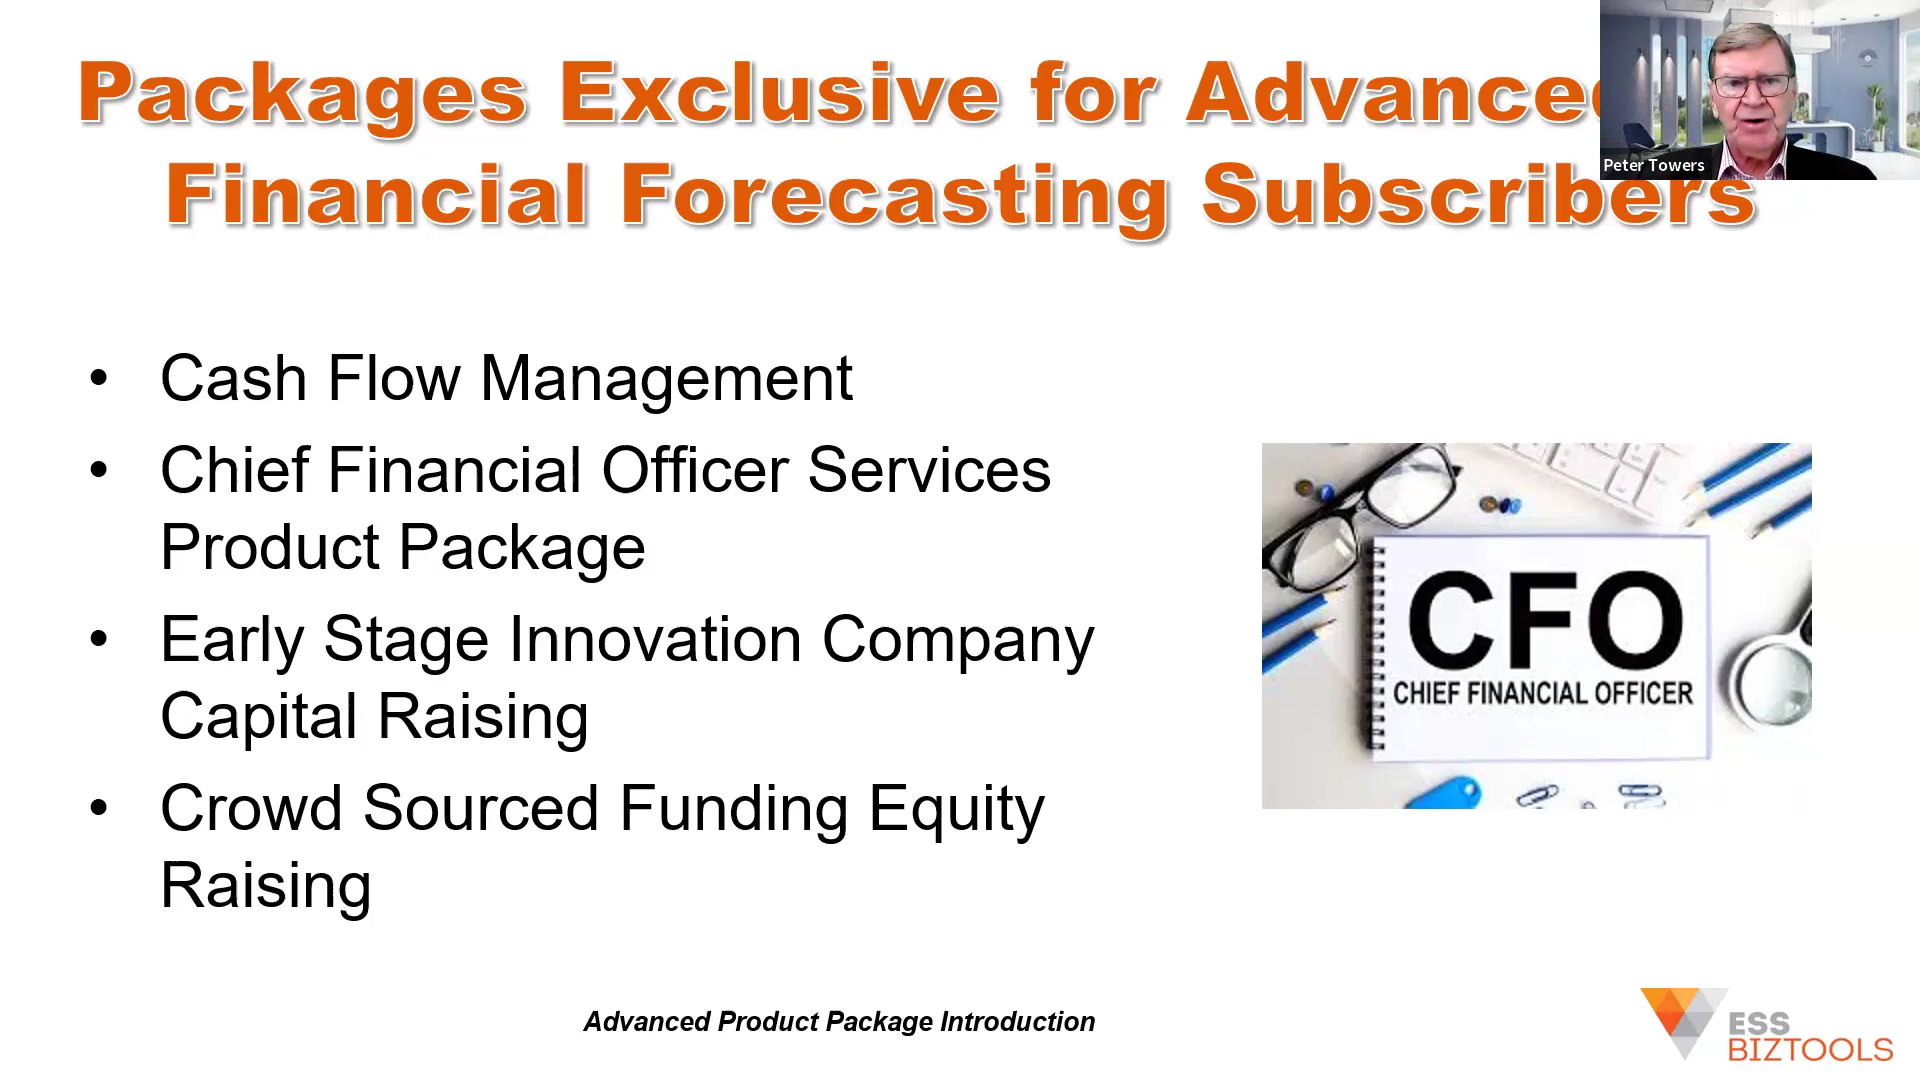 Packages Exclusive for Advanced
Financial Forecasting Subscribers
Peter Towers
• Cash Flow Management
• Chief Financial Officer Services
Product Package
• Early Stage Innovation Company
Capital Raising
• Crowd Sourced Funding Equity
Raising
CFO
CHIEF FINANCIAL OFFICER
Advanced Product Package Introduction
ESS
BIZTOOLS